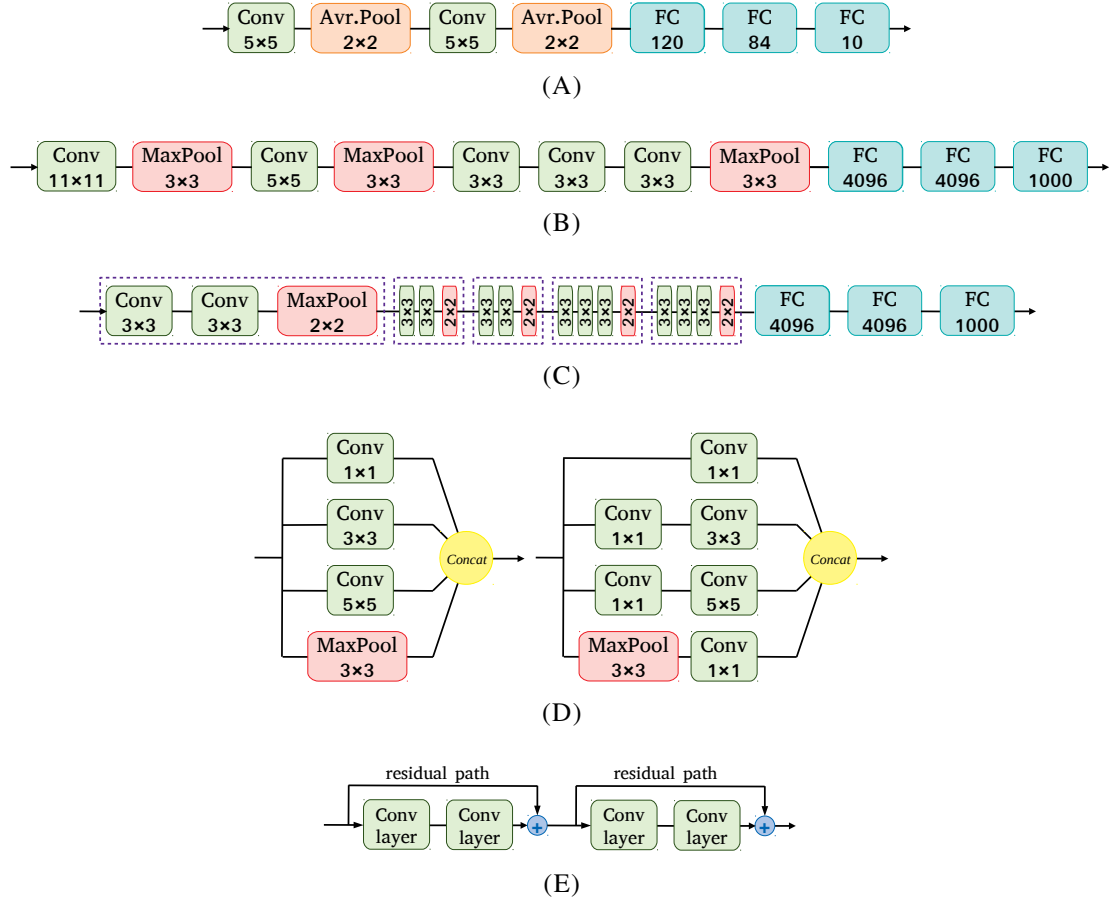 Conv Avr.Pool Conv Avr.Pool FC FC FC
5×5 2×2 5×5 2×2 120 84 10
(A)
Conv MaxPool Conv MaxPool Conv Conv Conv MaxPool FC FC FC
11×11 3×3 5×5 3×3 3×3 3×3 3×3 3×3 4096 4096 1000
(B)
Conv Conv MaxPool 3×3 3×3 2×2 3×3 3×3 2×2 3×3 3×3 3×3 2×2 3×3 3×3 3×3 2×2 FC FC FC
3×3 3×3 2×2 4096 4096 1000
(C)
Conv Conv
1×1 1×1
Conv Conv Conv
3×3 1×1 3×3
Concat Concat
Conv Conv Conv
5×5 1×1 5×5
MaxPool MaxPool Conv
3×3 3×3 1×1
(D)
residual path residual path
Conv Conv + Conv Conv +
layer layer layer layer
(E)